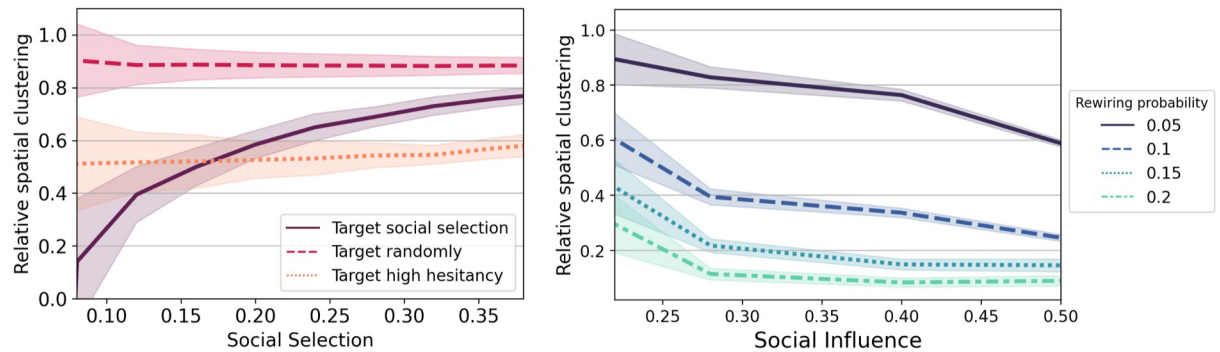 Relative spatial clustering
1.0
0.8
0.6
0.4
0.2
0.0
Target social selection
Target randomly
Target high hesitancy
0.10 0.15 0.20 0.25 0.30 0.35
Social Selection
Relative spatial clustering
1.0
0.8
0.6
0.4
0.2
0.25 0.30 0.35 0.40 0.45 0.50
Social Influence
Rewiring probability
0.05
0.1
0.15
0.2